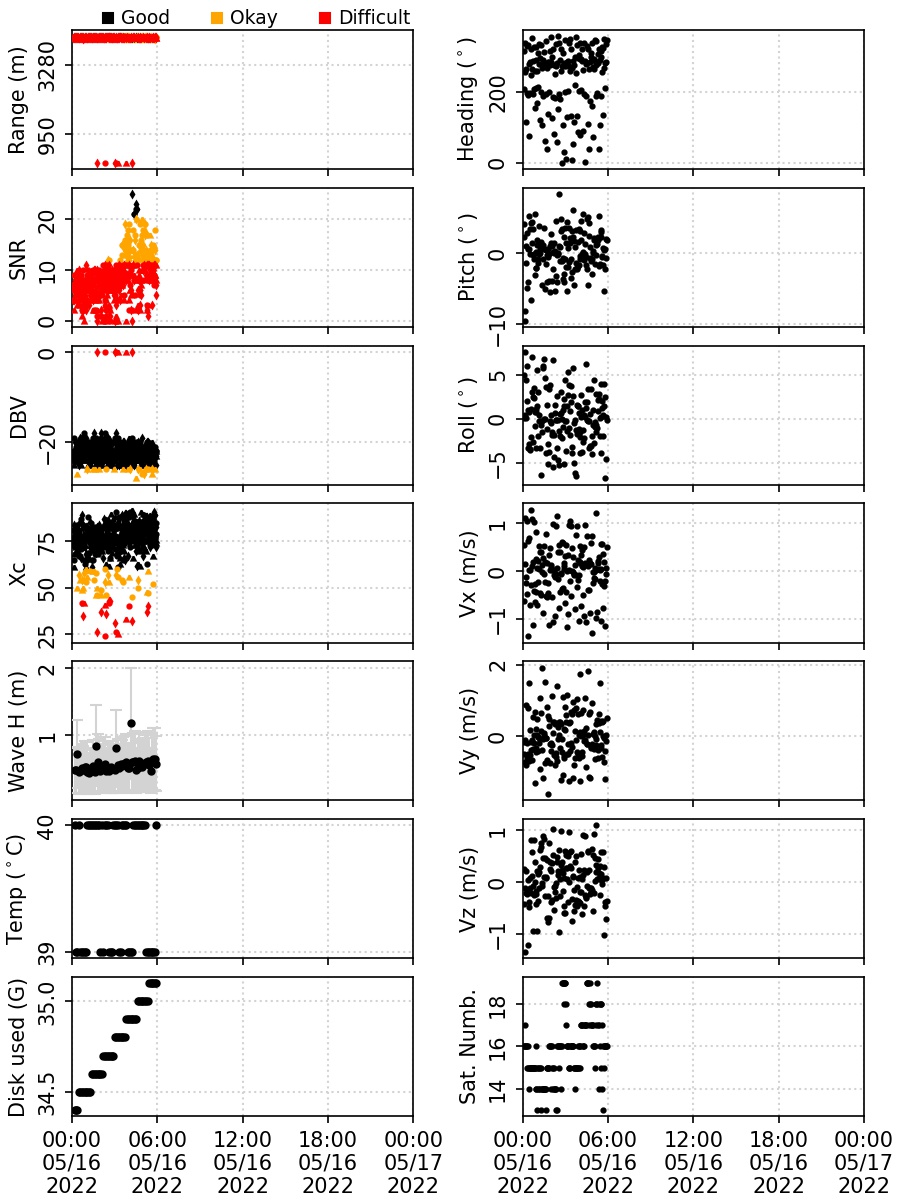 Good Okay Difficult
Range (m) 3280 950
Heading (°) 200 0
SNR 20 10 0
Pitch (°) 0 −10
DBV 0 −20
Roll (°) 5 0 −5
Xc 75 50 25
Vx (m/s) 1 0 −1
Wave H (m) 2 1
Vy (m/s) 2 0
Temp (°C) 40 39
Vz (m/s) 1 0 −1
Disk used (G) 35.0 34.5
Sat. Numb. 18 16 14
00:00 06:00 12:00 18:00 00:00 00:00 06:00 12:00 18:00 00:00
05/16 05/16 05/16 05/16 05/17 05/16 05/16 05/16 05/16 05/17
2022 2022 2022 2022 2022 2022 2022 2022 2022 2022